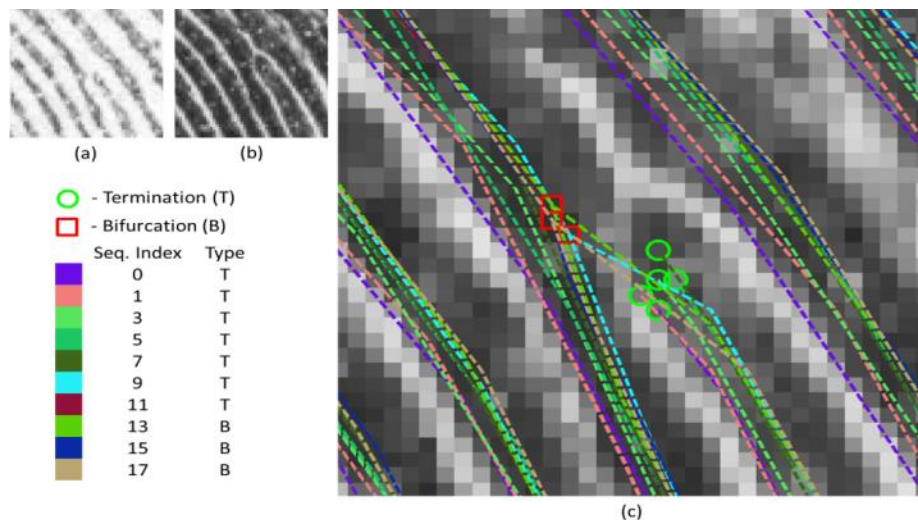 (a)
(b)
- Termination (T)
- Bifurcation (B)
Seq. Index Type
0 T
1 T
3 T
5 T
7 T
9 T
11 T
13 B
15 B
17 B
(c)